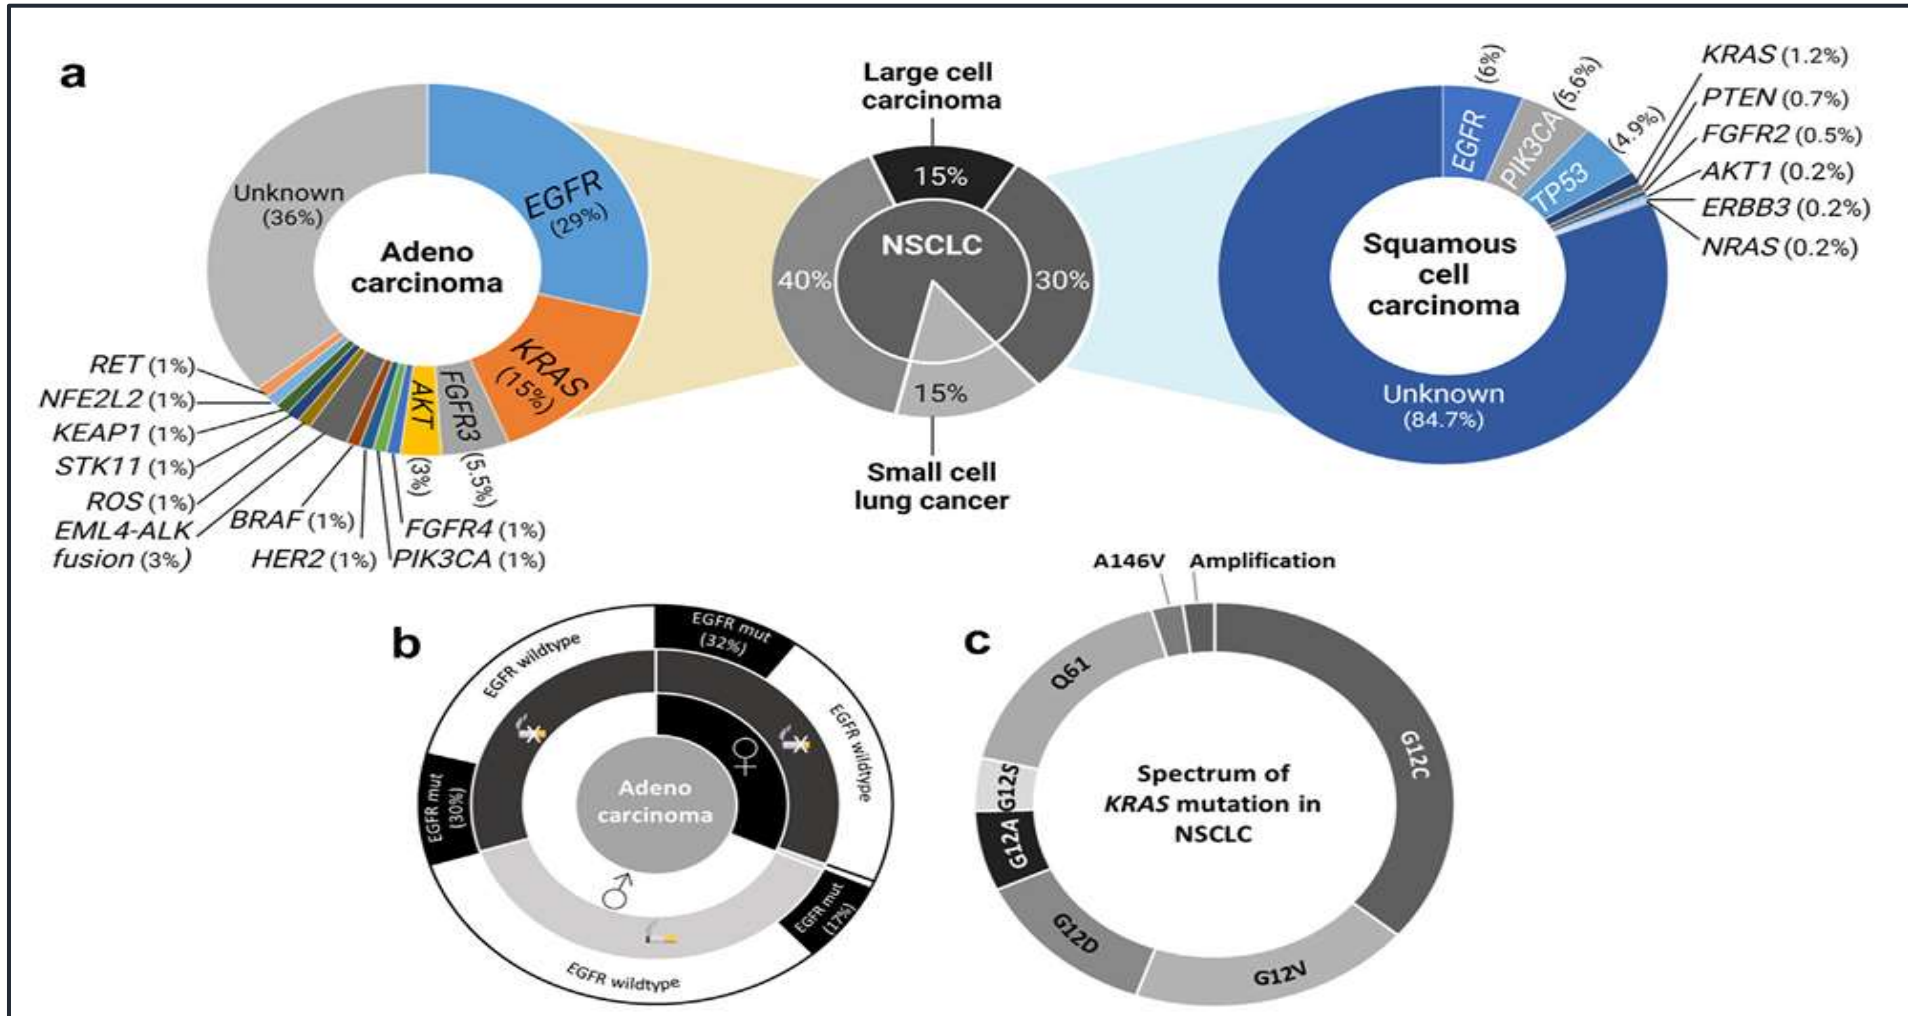 a
Unknown
(36%)
EGFR
(29%)
KRAS
(15%)
FGFR3
(5.5%)
AKT
(3%)
Adeno
carcinoma
RET (1%)
NFE2L2 (1%)
KEAP1 (1%)
STK11 (1%)
ROS (1%)
EML4-ALK
fusion (3%)
BRAF (1%)
HER2 (1%)
FGFR4 (1%)
PIK3CA (1%)
Large cell
carcinoma
15%
NSCLC
40%
30%
15%
Small cell
lung cancer
EGFR
(6%)
PIK3CA
(5.6%)
TP53
(4.9%)
KRAS (1.2%)
PTEN (0.7%)
FGFR2 (0.5%)
AKT1 (0.2%)
ERBB3 (0.2%)
NRAS (0.2%)
Squamous
cell
carcinoma
Unknown
(84.7%)
b
EGFR wildtype
EGFR mut
(32%)
EGFR wildtype
EGFR mut
(30%)
♀
Adeno
carcinoma
♂
EGFR mut
(17%)
EGFR wildtype
c
A146V
Amplification
Q61
G12C
G12S
G12A
G12D
G12V
Spectrum of
KRAS mutation in
NSCLC